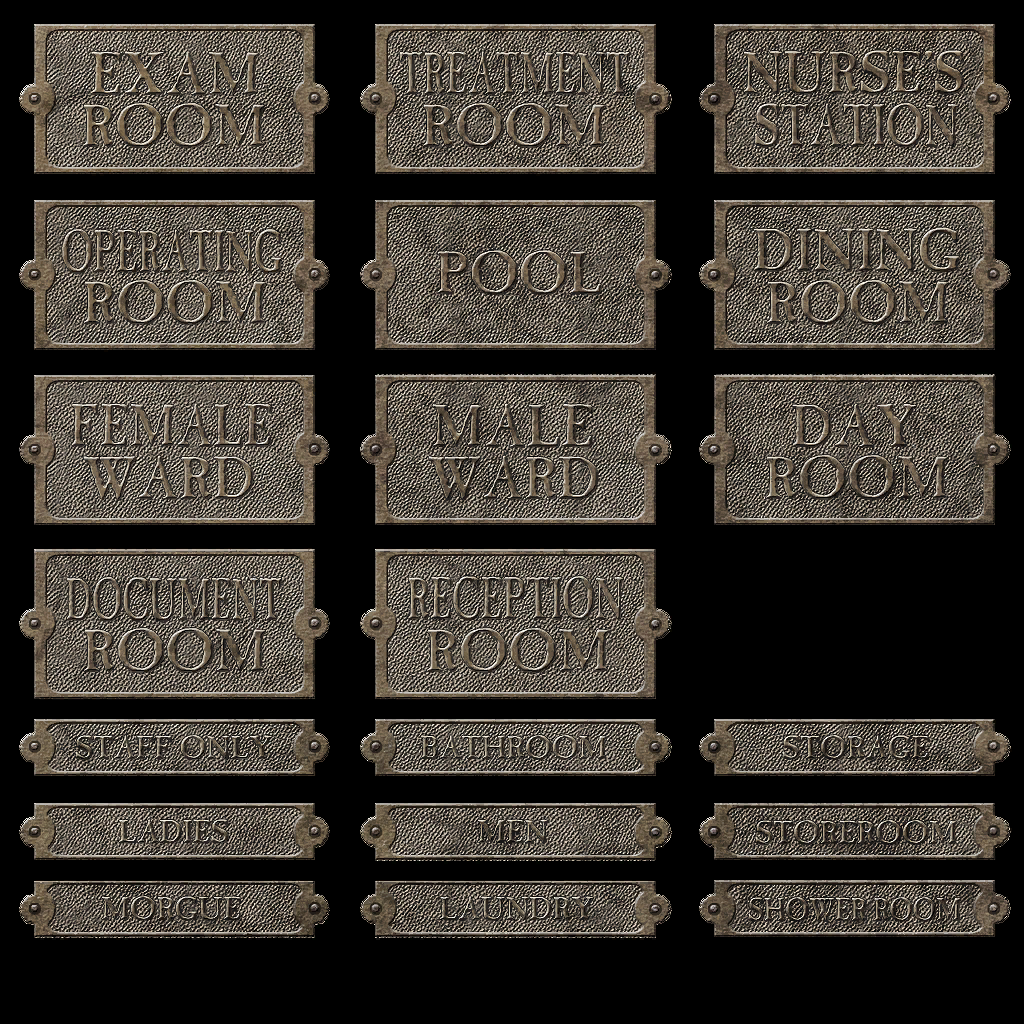 EXAM
ROOM
TREATMENT
ROOM
NURSE'S
STATION
OPERATING
ROOM
POOL
DINING
ROOM
FEMALE
WARD
MALE
WARD
DAY
ROOM
DOCUMENT
ROOM
RECEPTION
ROOM
STAFF ONLY
BATHROOM
STORAGE
LADIES
MEN
STOREROOM
MORGUE
LAUNDRY
SHOWER ROOM